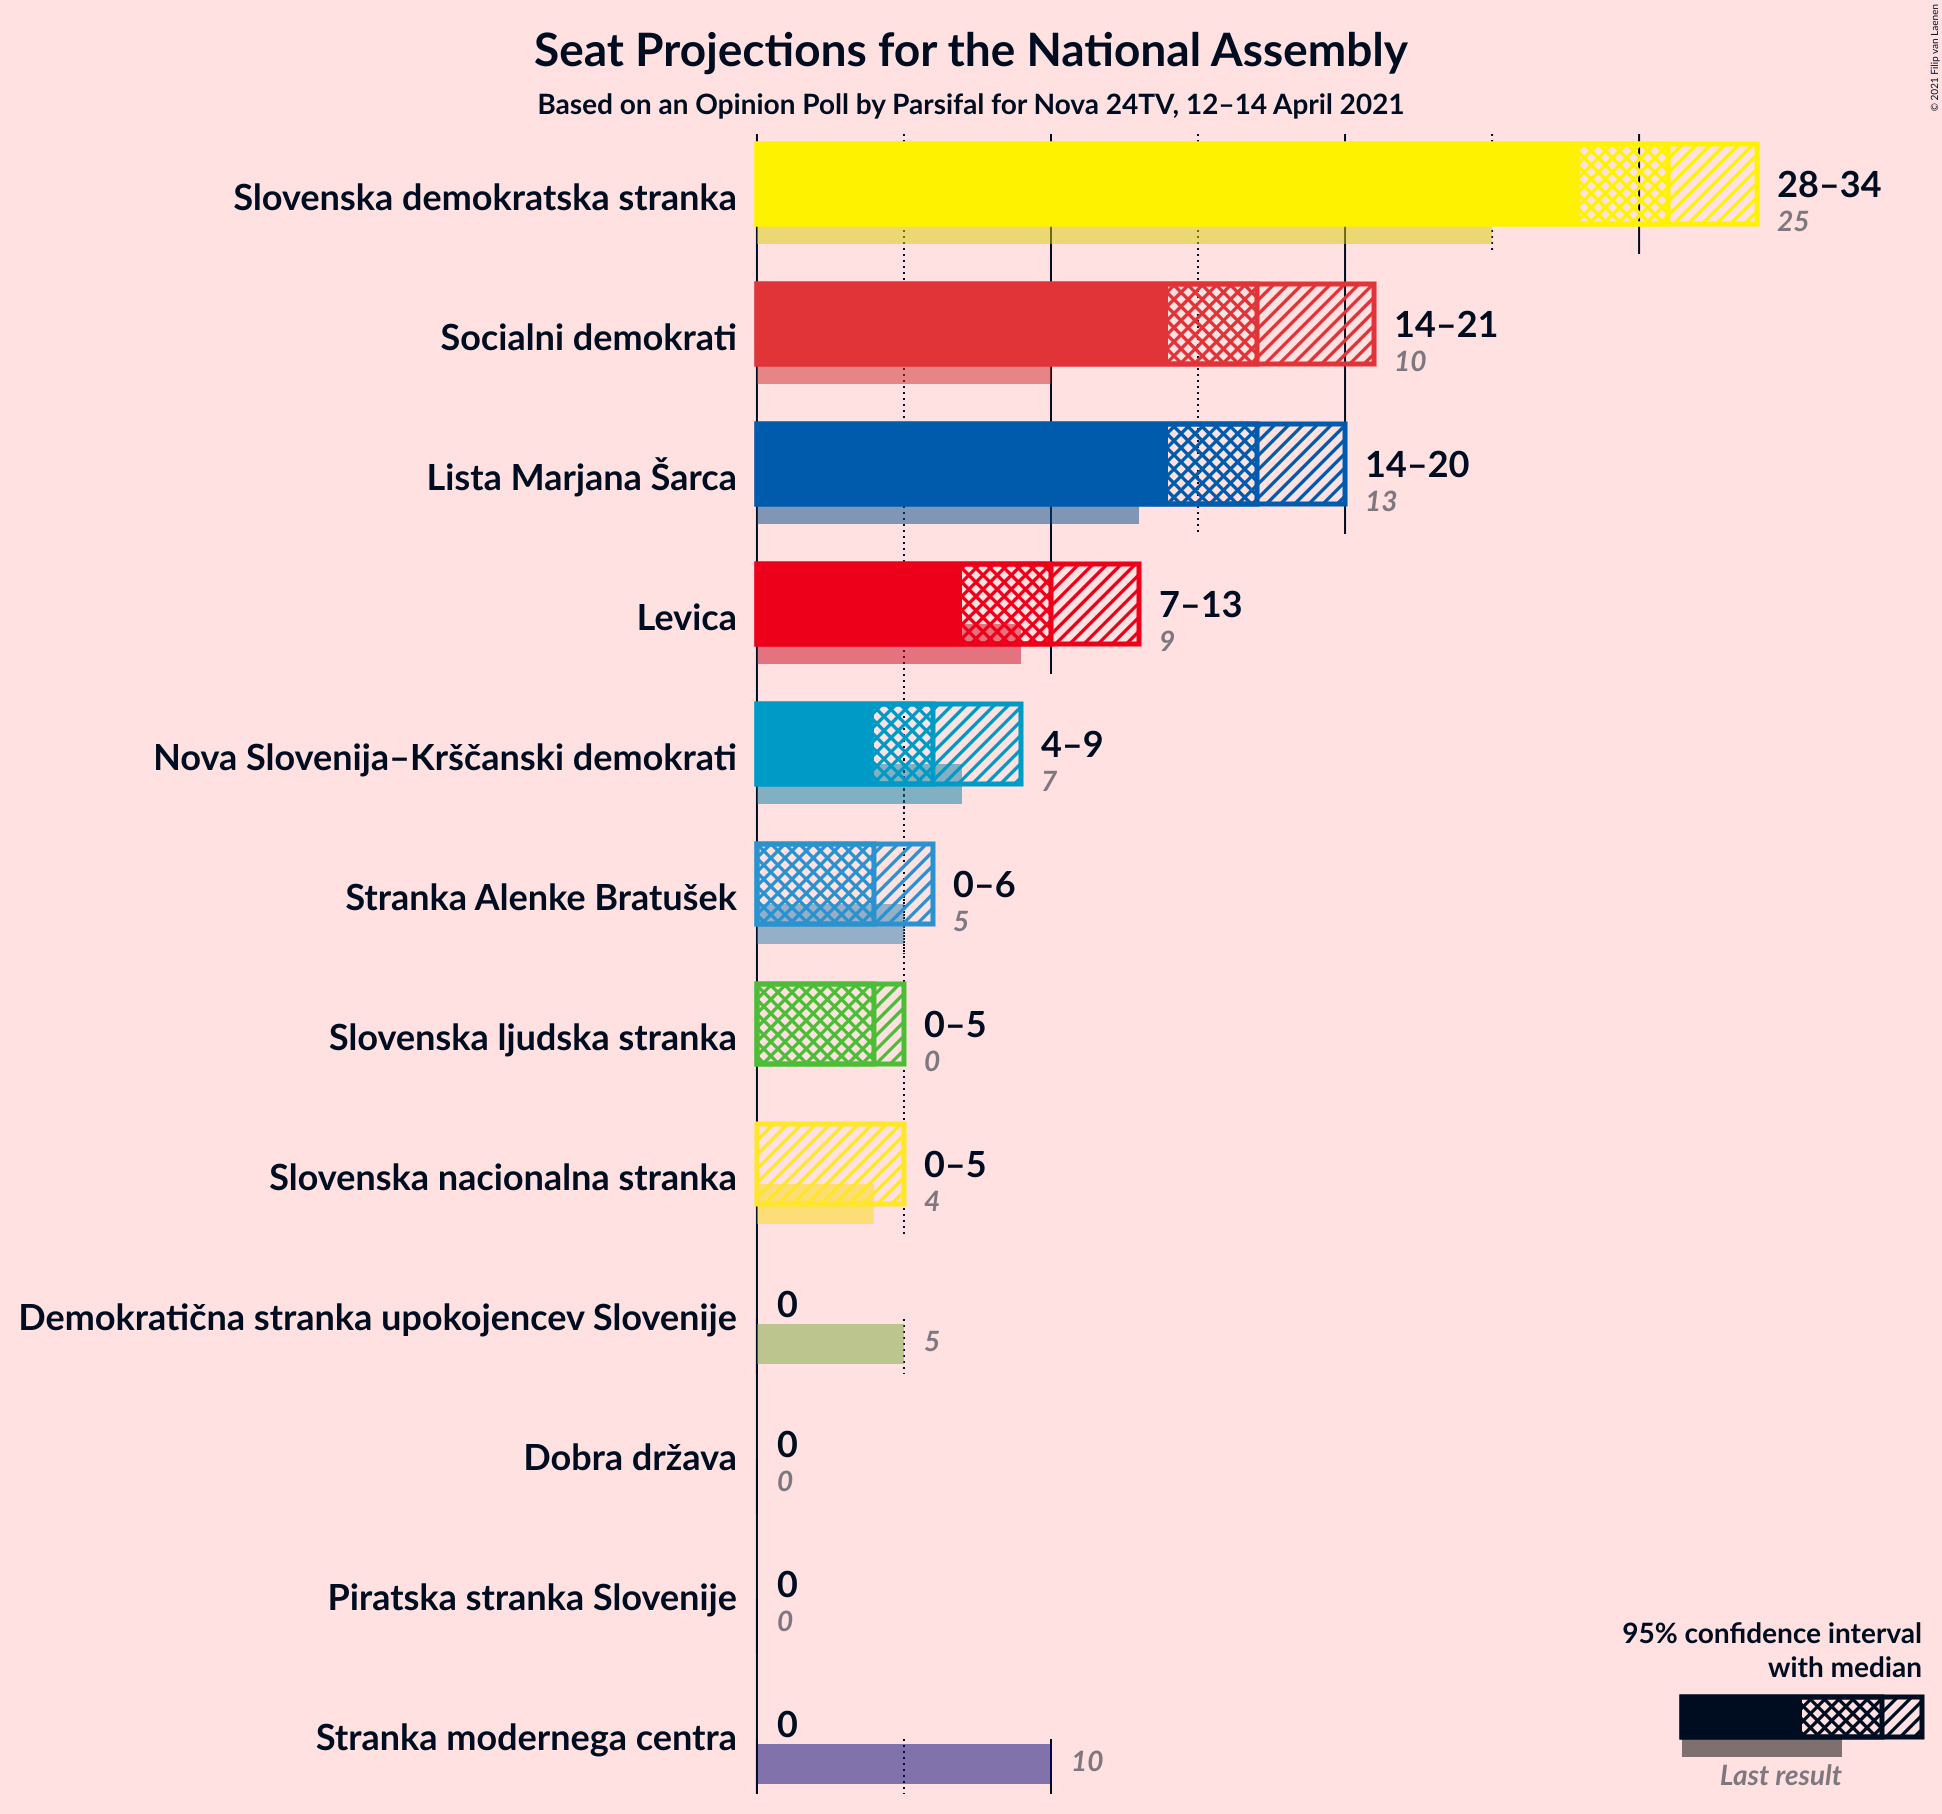 Seat Projections for the National Assembly
Based on an Opinion Poll by Parsifal for Nova 24TV, 12–14 April 2021
© 2021 Filip van Laenen
Slovenska demokratska stranka
28–34
25
Socialni demokrati
14–21
10
Lista Marjana Šarca
14–20
13
Levica
7–13
9
Nova Slovenija–Krščanski demokrati
4–9
7
Stranka Alenke Bratušek
0–6
5
Slovenska ljudska stranka
0–5
0
Slovenska nacionalna stranka
0–5
4
Demokratična stranka upokojencev Slovenije
0
5
Dobra država
0
0
Piratska stranka Slovenije
0
0
Stranka modernega centra
0
10
95% confidence interval
with median
Last result